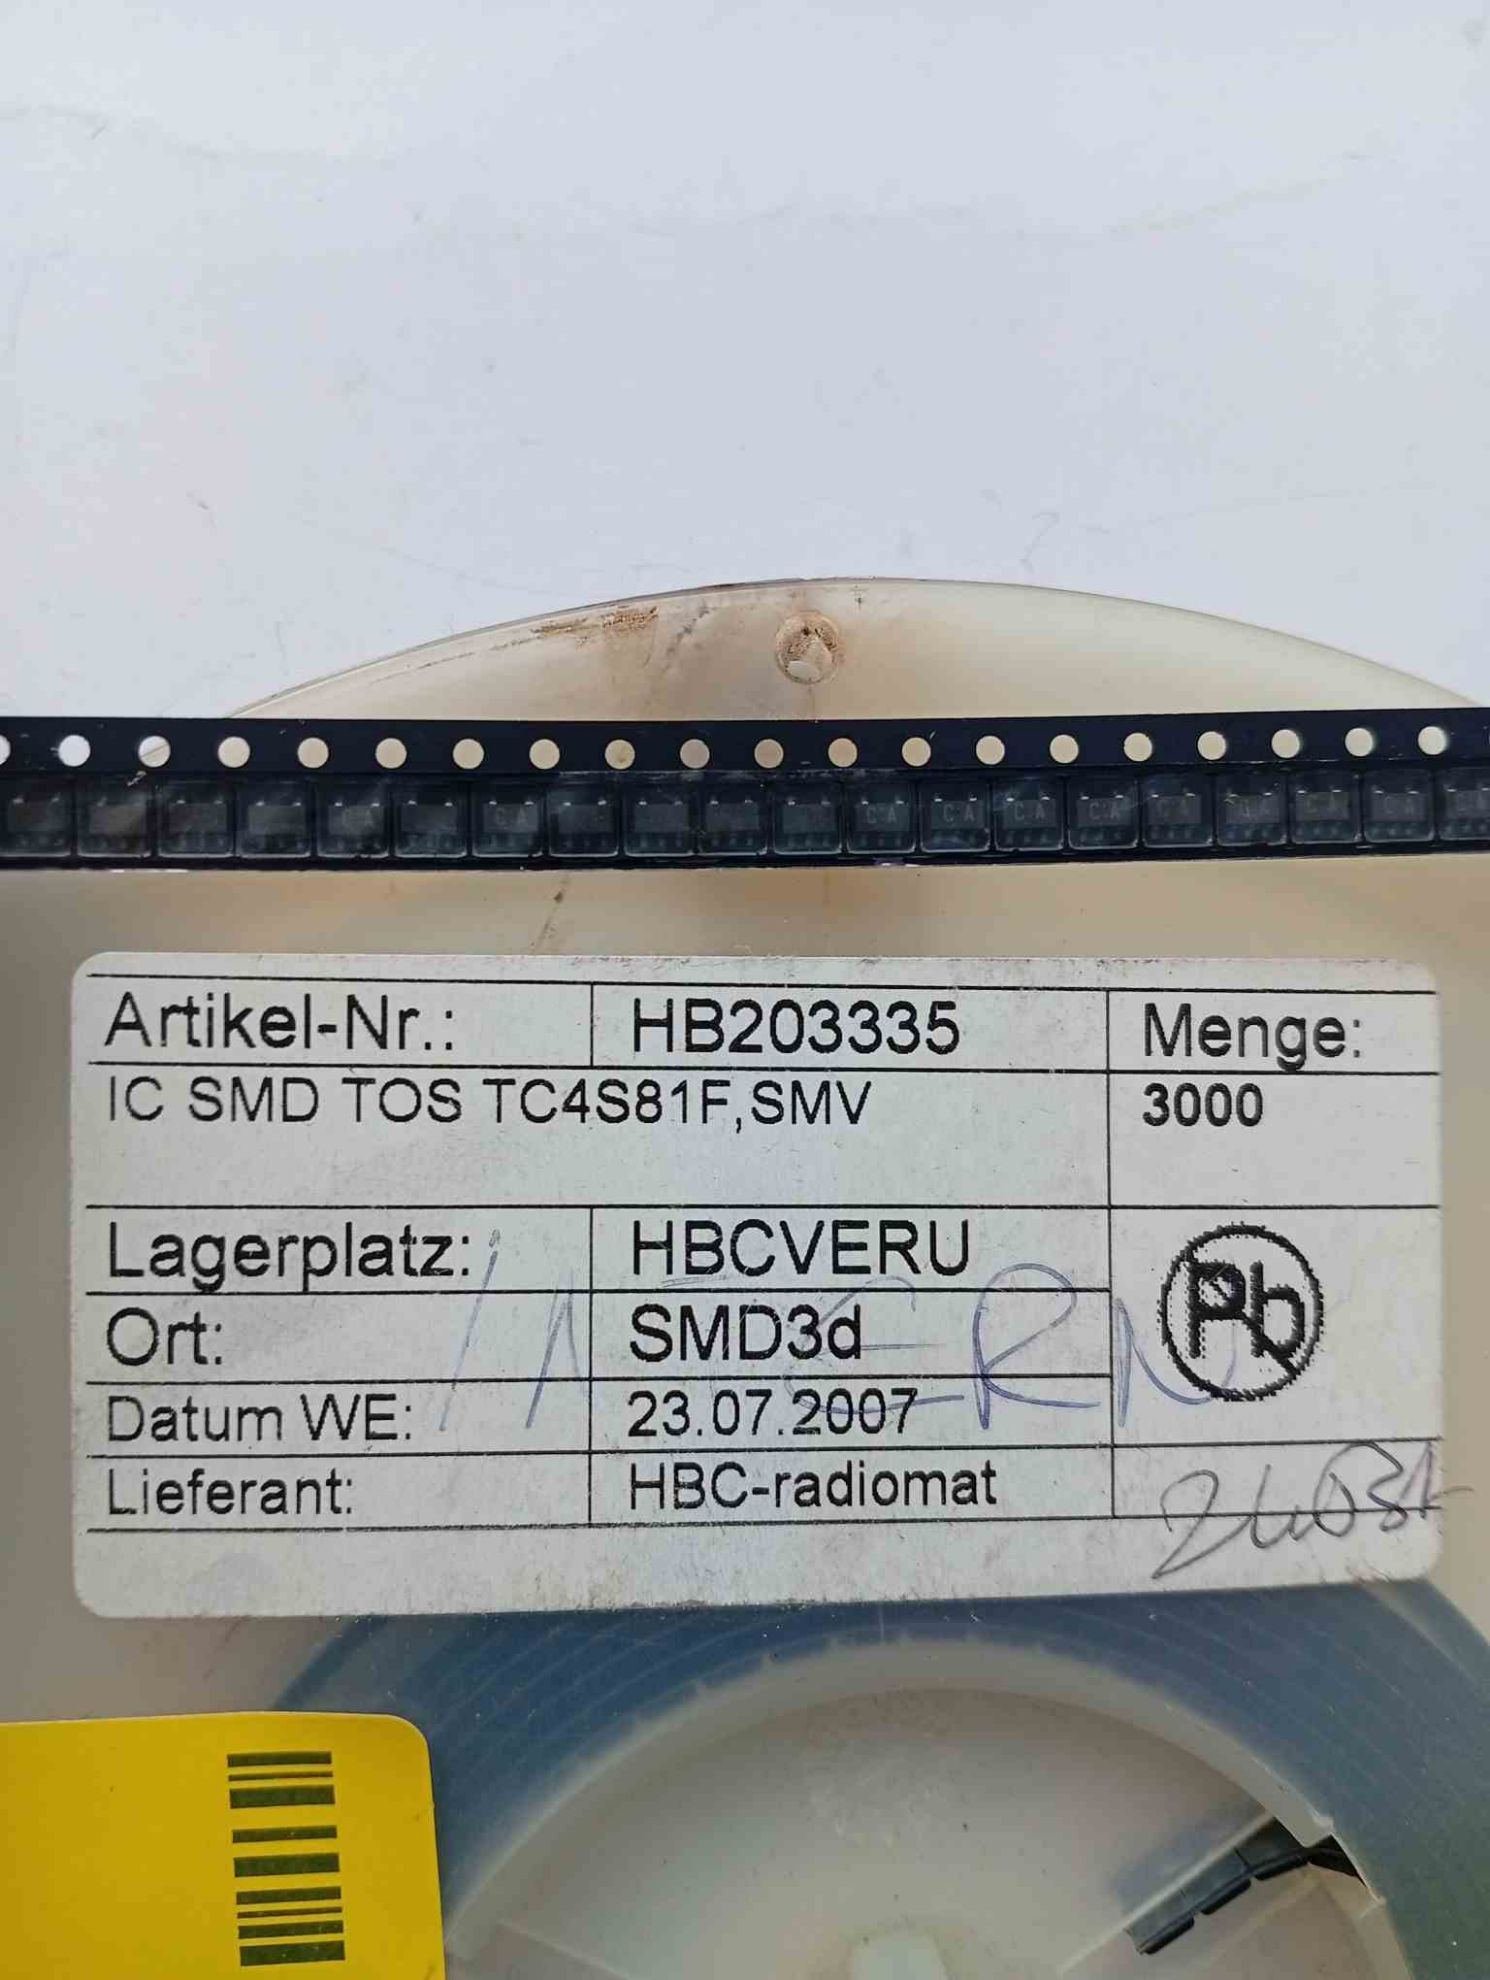 C A
C A
C A
C A
C A
C A
C A
C A
C A
C A
Artikel-Nr.: HB203335 Menge:
IC SMD TOS TC4S81F,SMV 3000
Lagerplatz: HBCVERU
Pb
Ort: SMD3d
INTERN
Datum WE: 23.07.2007
Lieferant: HBC-radiomat